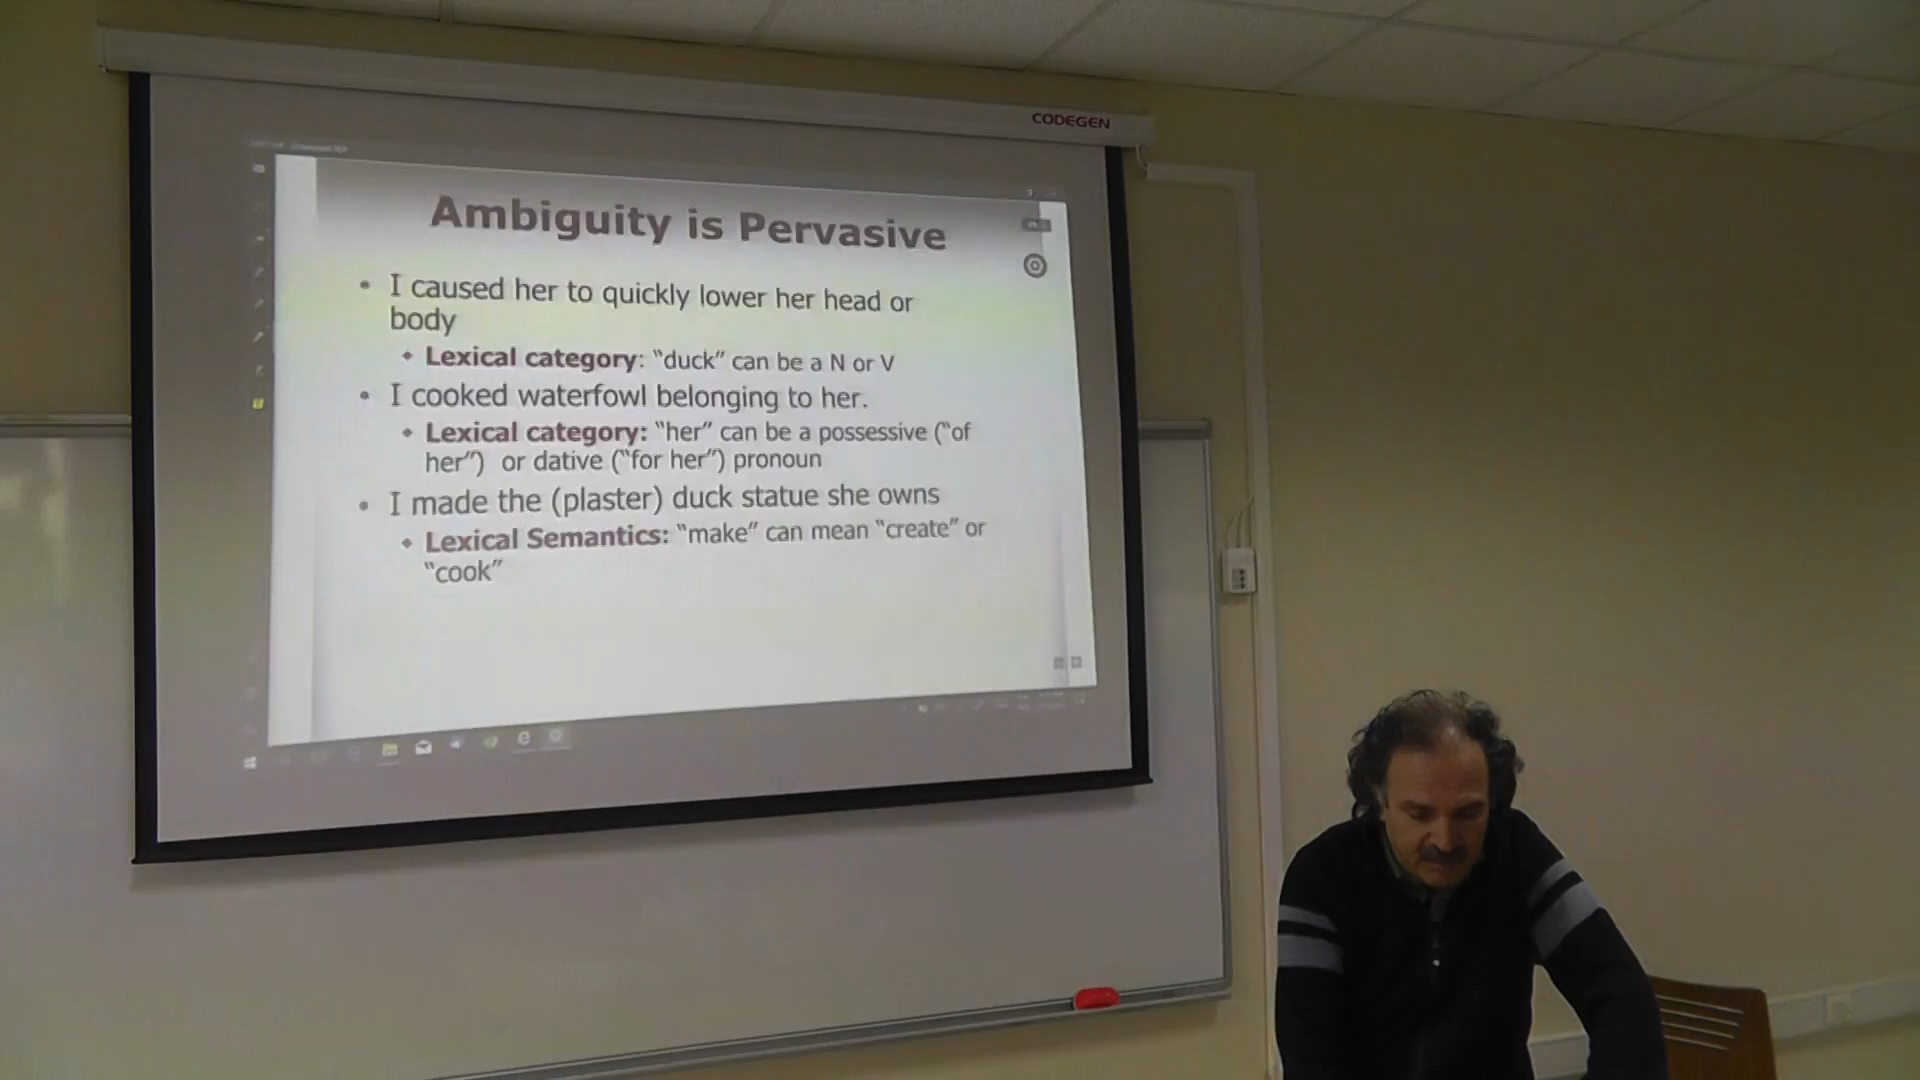 CODEGEN
Ambiguity is Pervasive
• I caused her to quickly lower her head or
body
• Lexical category: “duck” can be a N or V
• I cooked waterfowl belonging to her.
• Lexical category: “her” can be a possessive (“of
her”) or dative (“for her”) pronoun
• I made the (plaster) duck statue she owns
• Lexical Semantics: “make” can mean “create” or
“cook”